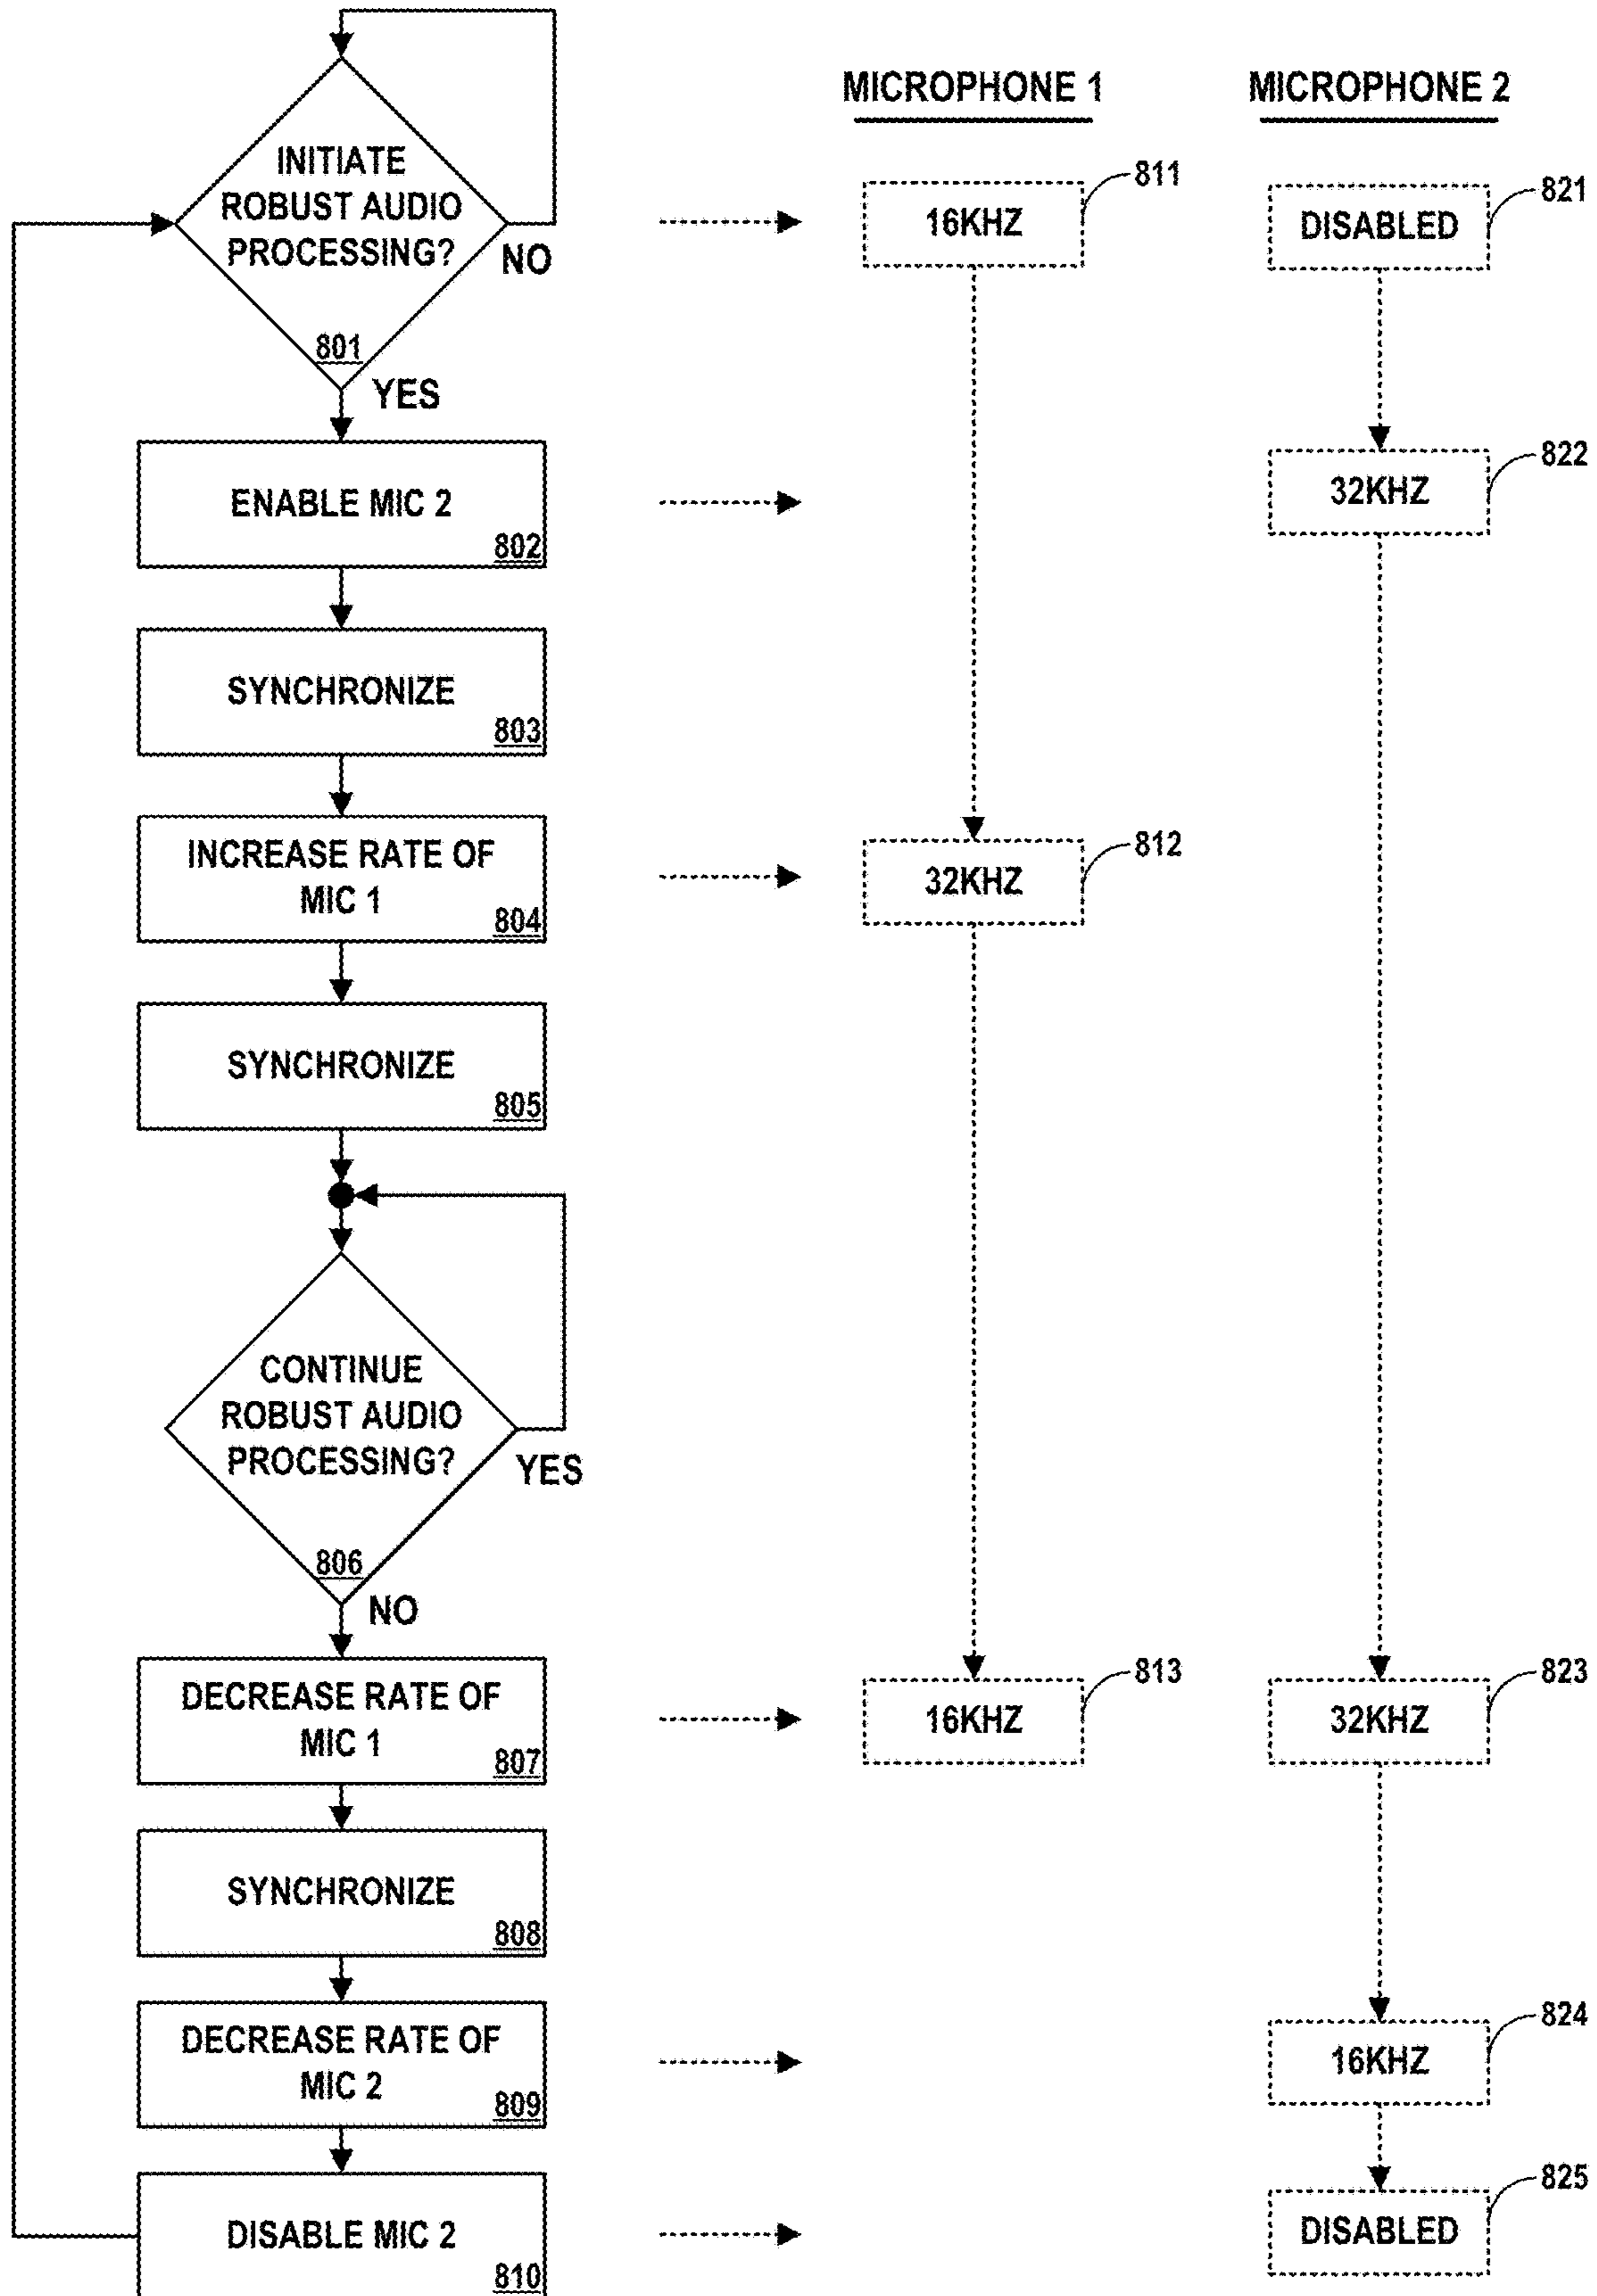 MICROPHONE 1
MICROPHONE 2
INITIATE
ROBUST AUDIO
PROCESSING?
NO
801
YES
16KHZ
811
DISABLED
821
ENABLE MIC 2
802
32KHZ
822
SYNCHRONIZE
803
INCREASE RATE OF
MIC 1
804
32KHZ
812
SYNCHRONIZE
805
CONTINUE
ROBUST AUDIO
PROCESSING?
YES
806
NO
DECREASE RATE OF
MIC 1
807
16KHZ
813
32KHZ
823
SYNCHRONIZE
808
DECREASE RATE OF
MIC 2
809
16KHZ
824
DISABLE MIC 2
810
DISABLED
825